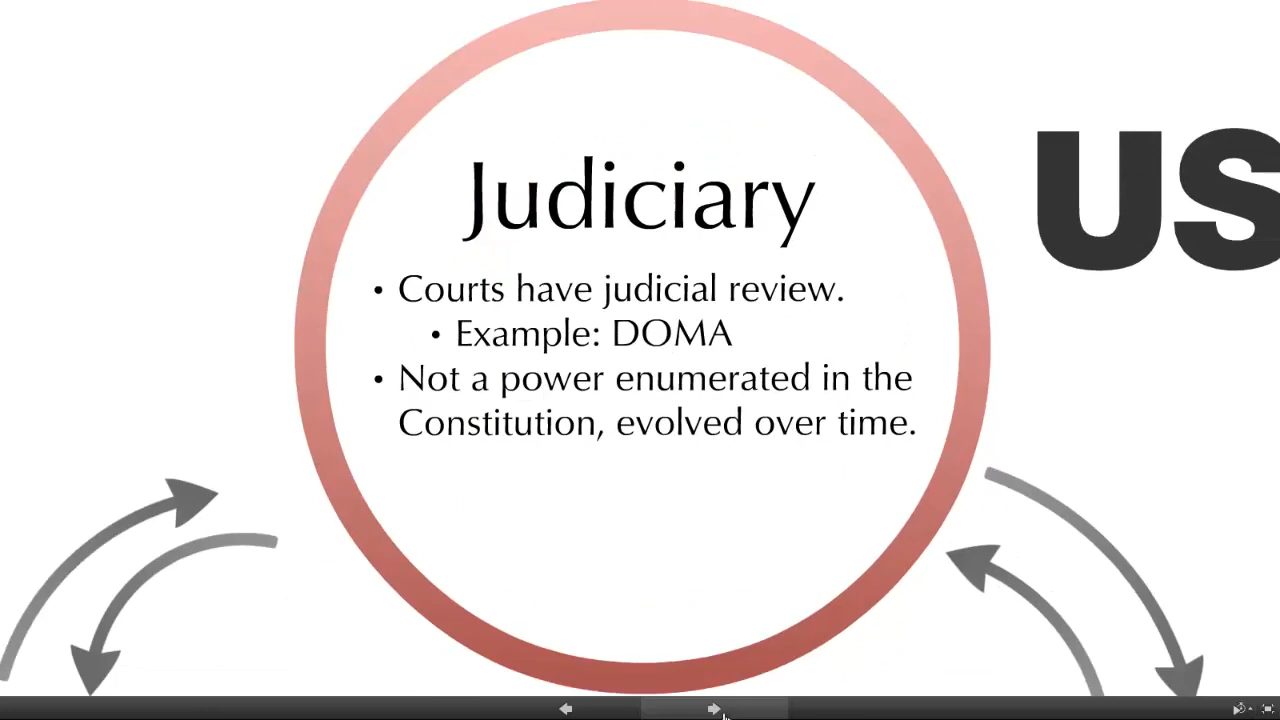 Judiciary
US
• Courts have judicial review.
• Example: DOMA
• Not a power enumerated in the
Constitution, evolved over time.